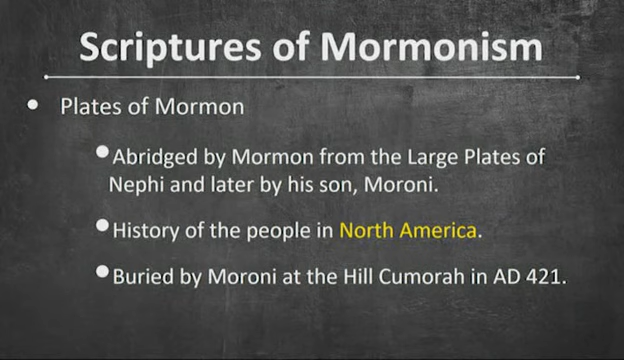 Scriptures of Mormonism
• Plates of Mormon
• Abridged by Mormon from the Large Plates of
Nephi and later by his son, Moroni.
• History of the people in North America.
• Buried by Moroni at the Hill Cumorah in AD 421.